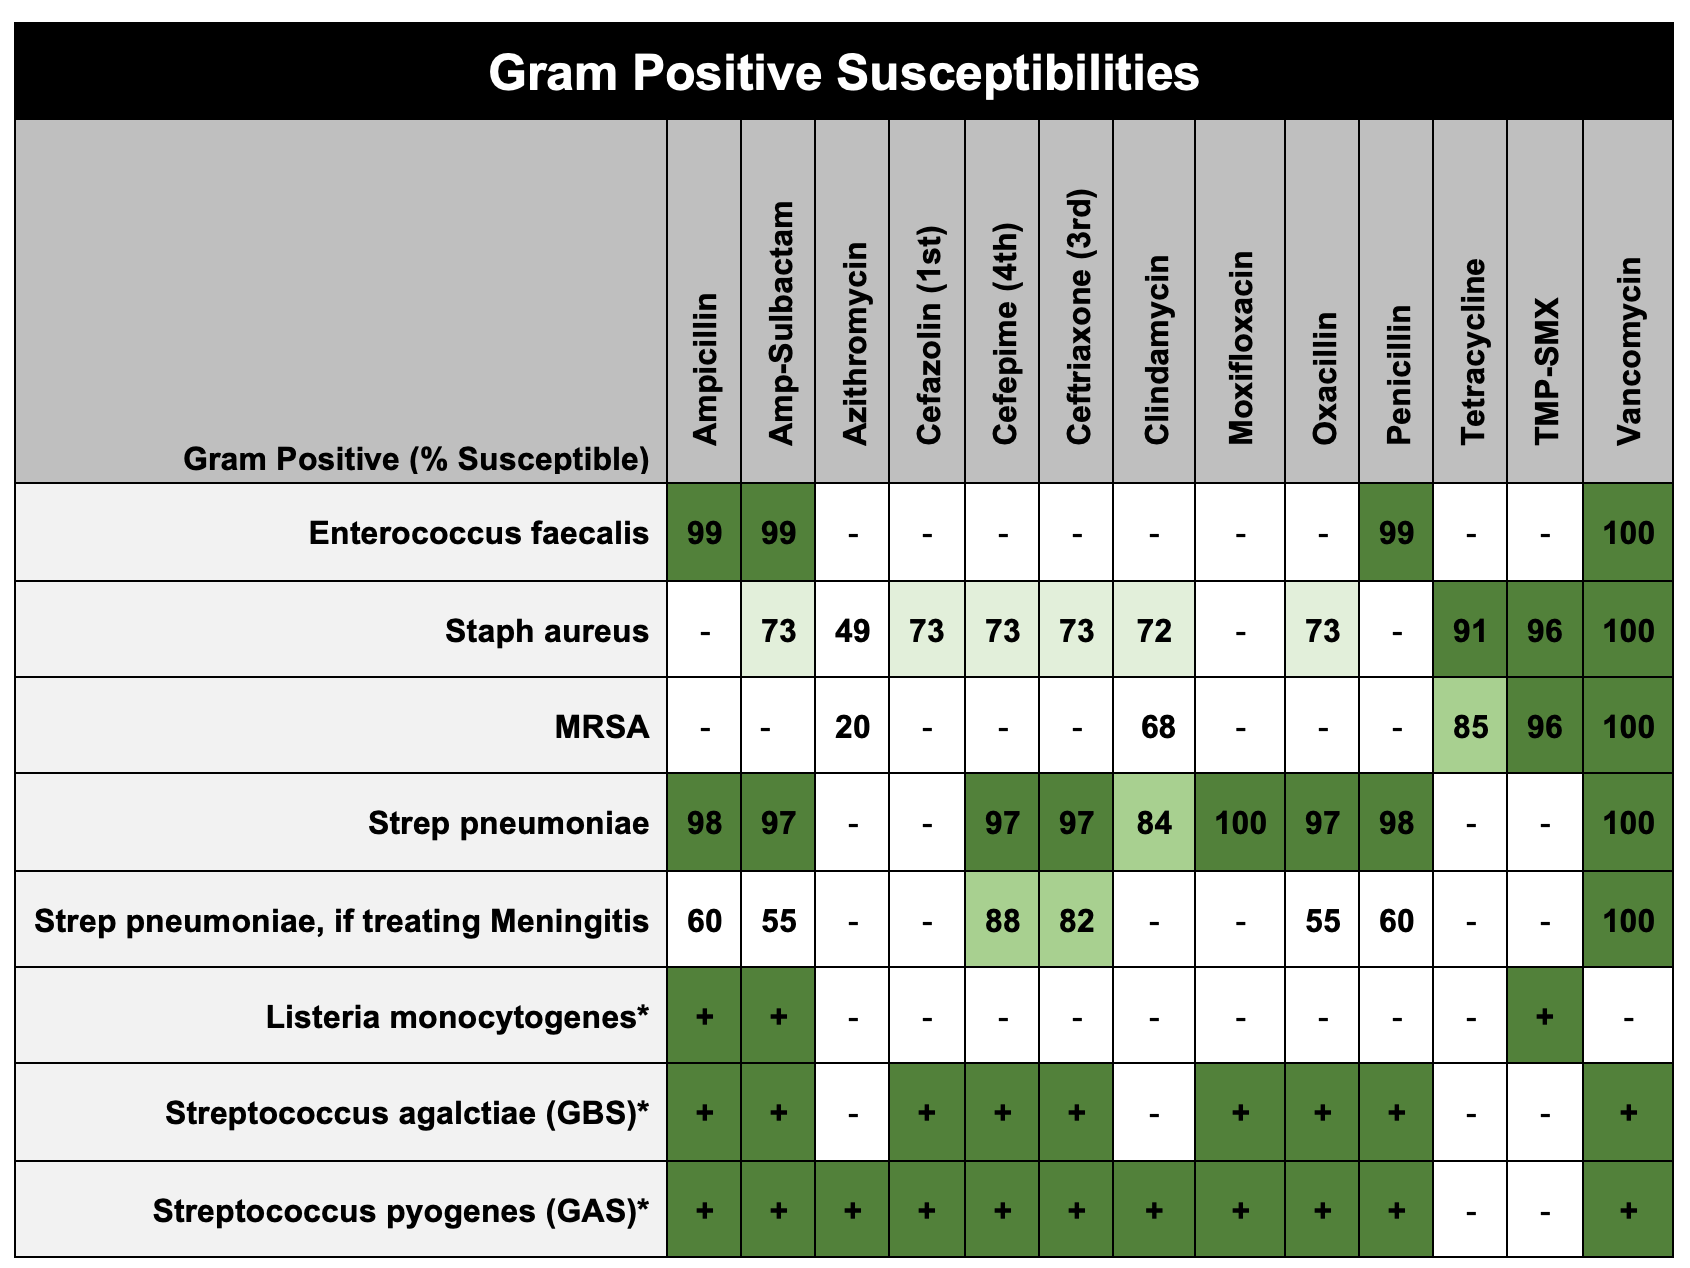 Gram Positive Susceptibilities
Gram Positive (% Susceptible) Ampicillin Amp-Sulbactam Azithromycin Cefazolin (1st) Cefepime (4th) Ceftriaxone (3rd) Clindamycin Moxifloxacin Oxacillin Penicillin Tetracycline TMP-SMX Vancomycin
Enterococcus faecalis 99 99 - - - - - - - 99 - - 100
Staph aureus - 73 49 73 73 73 72 - 73 - 91 96 100
MRSA - - 20 - - - 68 - - - 85 96 100
Strep pneumoniae 98 97 - - 97 97 84 100 97 98 - - 100
Strep pneumoniae, if treating Meningitis 60 55 - - 88 82 - - 55 60 - - 100
Listeria monocytogenes* + + - - - - - - - - - + -
Streptococcus agalctiae (GBS)* + + - + + + - + + + - - +
Streptococcus pyogenes (GAS)* + + + + + + + + + + - - +